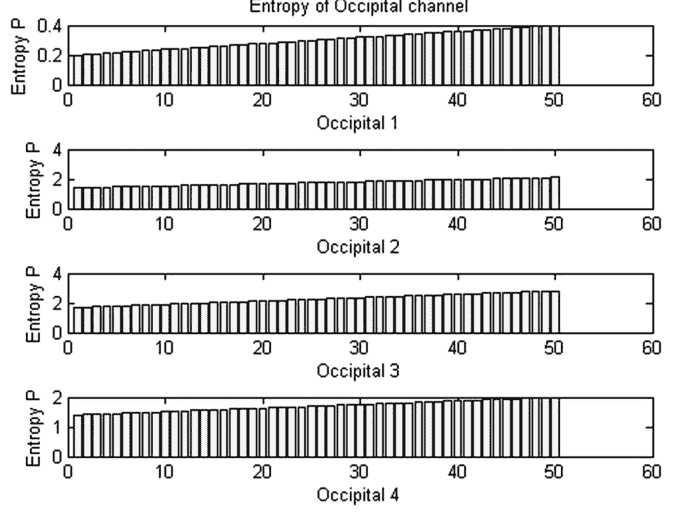 Entropy of Occipital channel
Entropy P
0.4
0.2
0
0 10 20 30 40 50 60
Occipital 1
Entropy P
4
2
0
0 10 20 30 40 50 60
Occipital 2
Entropy P
4
2
0
0 10 20 30 40 50 60
Occipital 3
Entropy P
2
1
0
0 10 20 30 40 50 60
Occipital 4